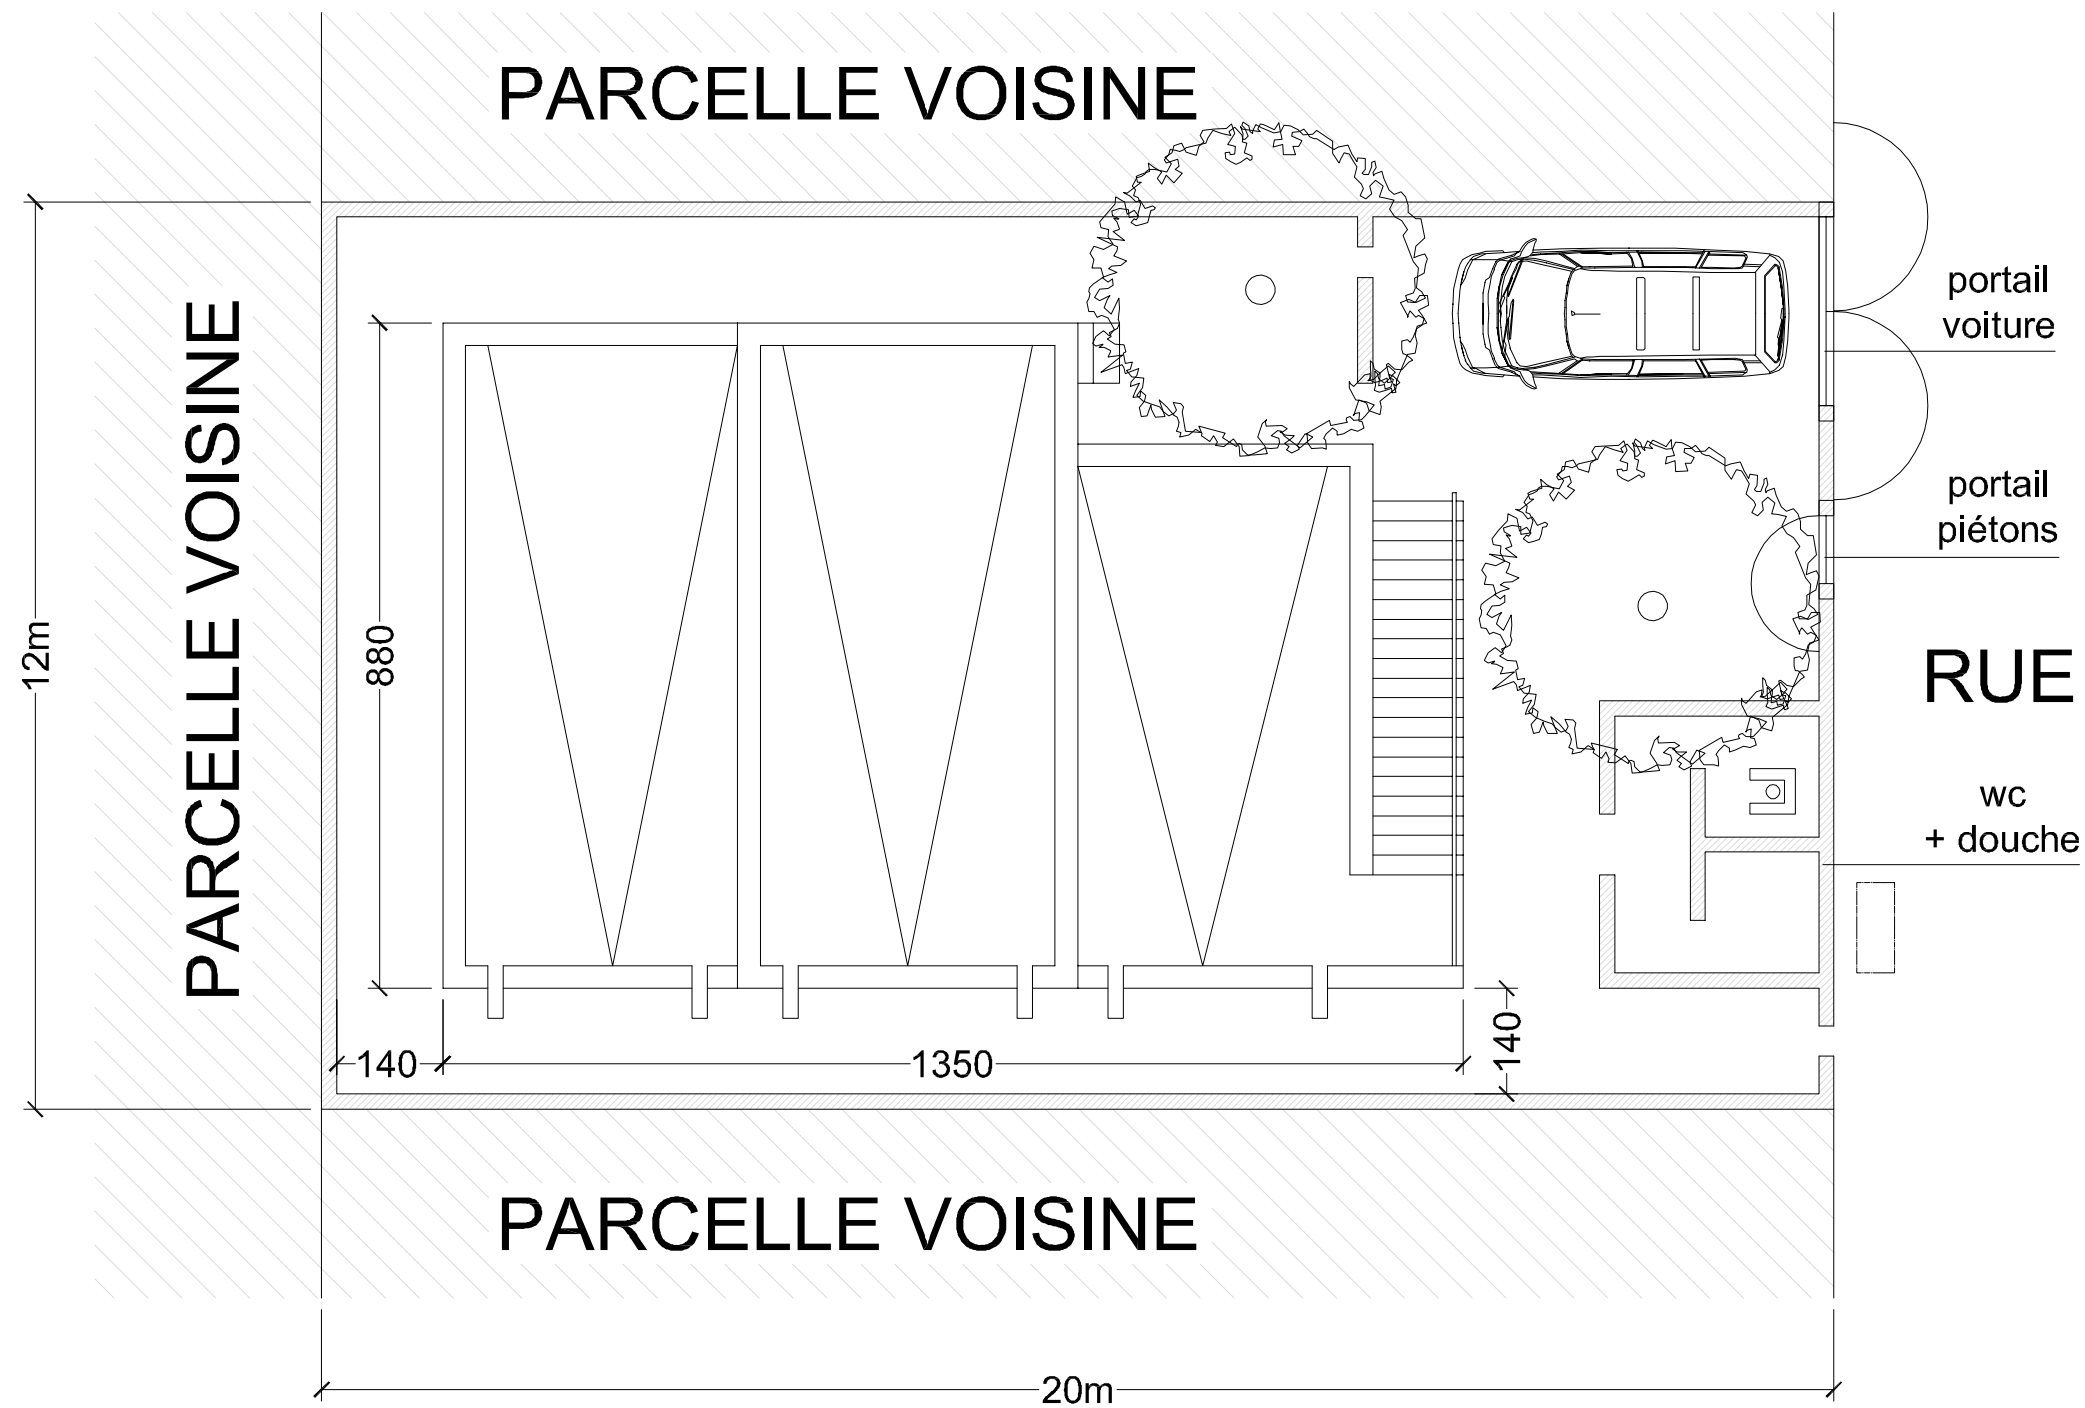 PARCELLE VOISINE
portail
voiture
portail
piétons
PARCELLE VOISINE
12m
880
RUE
wc
+ douche
140
1350
140
PARCELLE VOISINE
20m